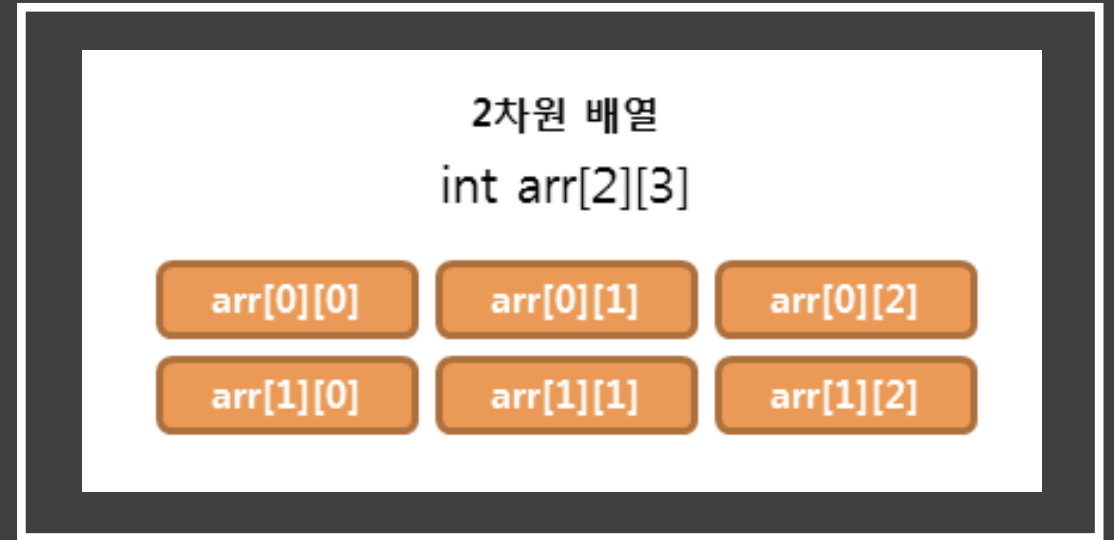 2차원 배열
int arr[2][3]
arr[0][0] arr[0][1] arr[0][2]
arr[1][0] arr[1][1] arr[1][2]